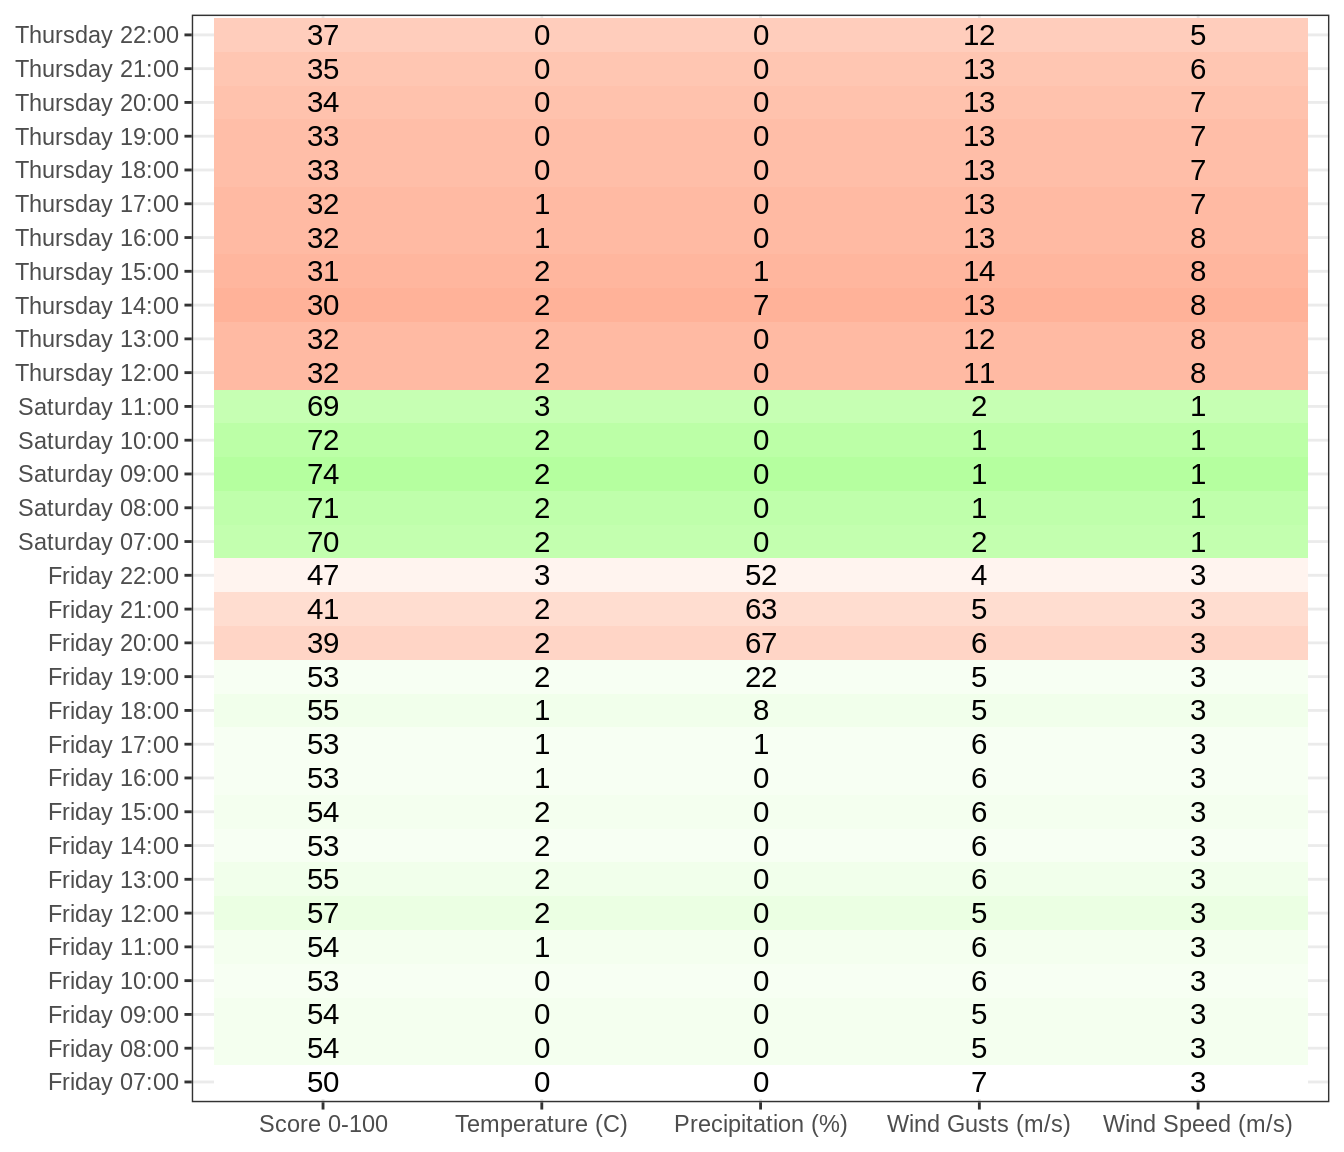 Thursday 22:00 37 0 0 12 5
Thursday 21:00 35 0 0 13 6
Thursday 20:00 34 0 0 13 7
Thursday 19:00 33 0 0 13 7
Thursday 18:00 33 0 0 13 7
Thursday 17:00 32 1 0 13 7
Thursday 16:00 32 1 0 13 8
Thursday 15:00 31 2 1 14 8
Thursday 14:00 30 2 7 13 8
Thursday 13:00 32 2 0 12 8
Thursday 12:00 32 2 0 11 8
Saturday 11:00 69 3 0 2 1
Saturday 10:00 72 2 0 1 1
Saturday 09:00 74 2 0 1 1
Saturday 08:00 71 2 0 1 1
Saturday 07:00 70 2 0 2 1
Friday 22:00 47 3 52 4 3
Friday 21:00 41 2 63 5 3
Friday 20:00 39 2 67 6 3
Friday 19:00 53 2 22 5 3
Friday 18:00 55 1 8 5 3
Friday 17:00 53 1 1 6 3
Friday 16:00 53 1 0 6 3
Friday 15:00 54 2 0 6 3
Friday 14:00 53 2 0 6 3
Friday 13:00 55 2 0 6 3
Friday 12:00 57 2 0 5 3
Friday 11:00 54 1 0 6 3
Friday 10:00 53 0 0 6 3
Friday 09:00 54 0 0 5 3
Friday 08:00 54 0 0 5 3
Friday 07:00 50 0 0 7 3
Score 0-100 Temperature (C) Precipitation (%) Wind Gusts (m/s) Wind Speed (m/s)